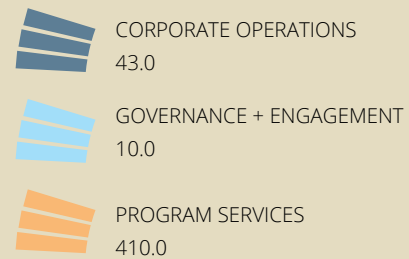 CORPORATE OPERATIONS
43.0
GOVERNANCE + ENGAGEMENT
10.0
PROGRAM SERVICES
410.0